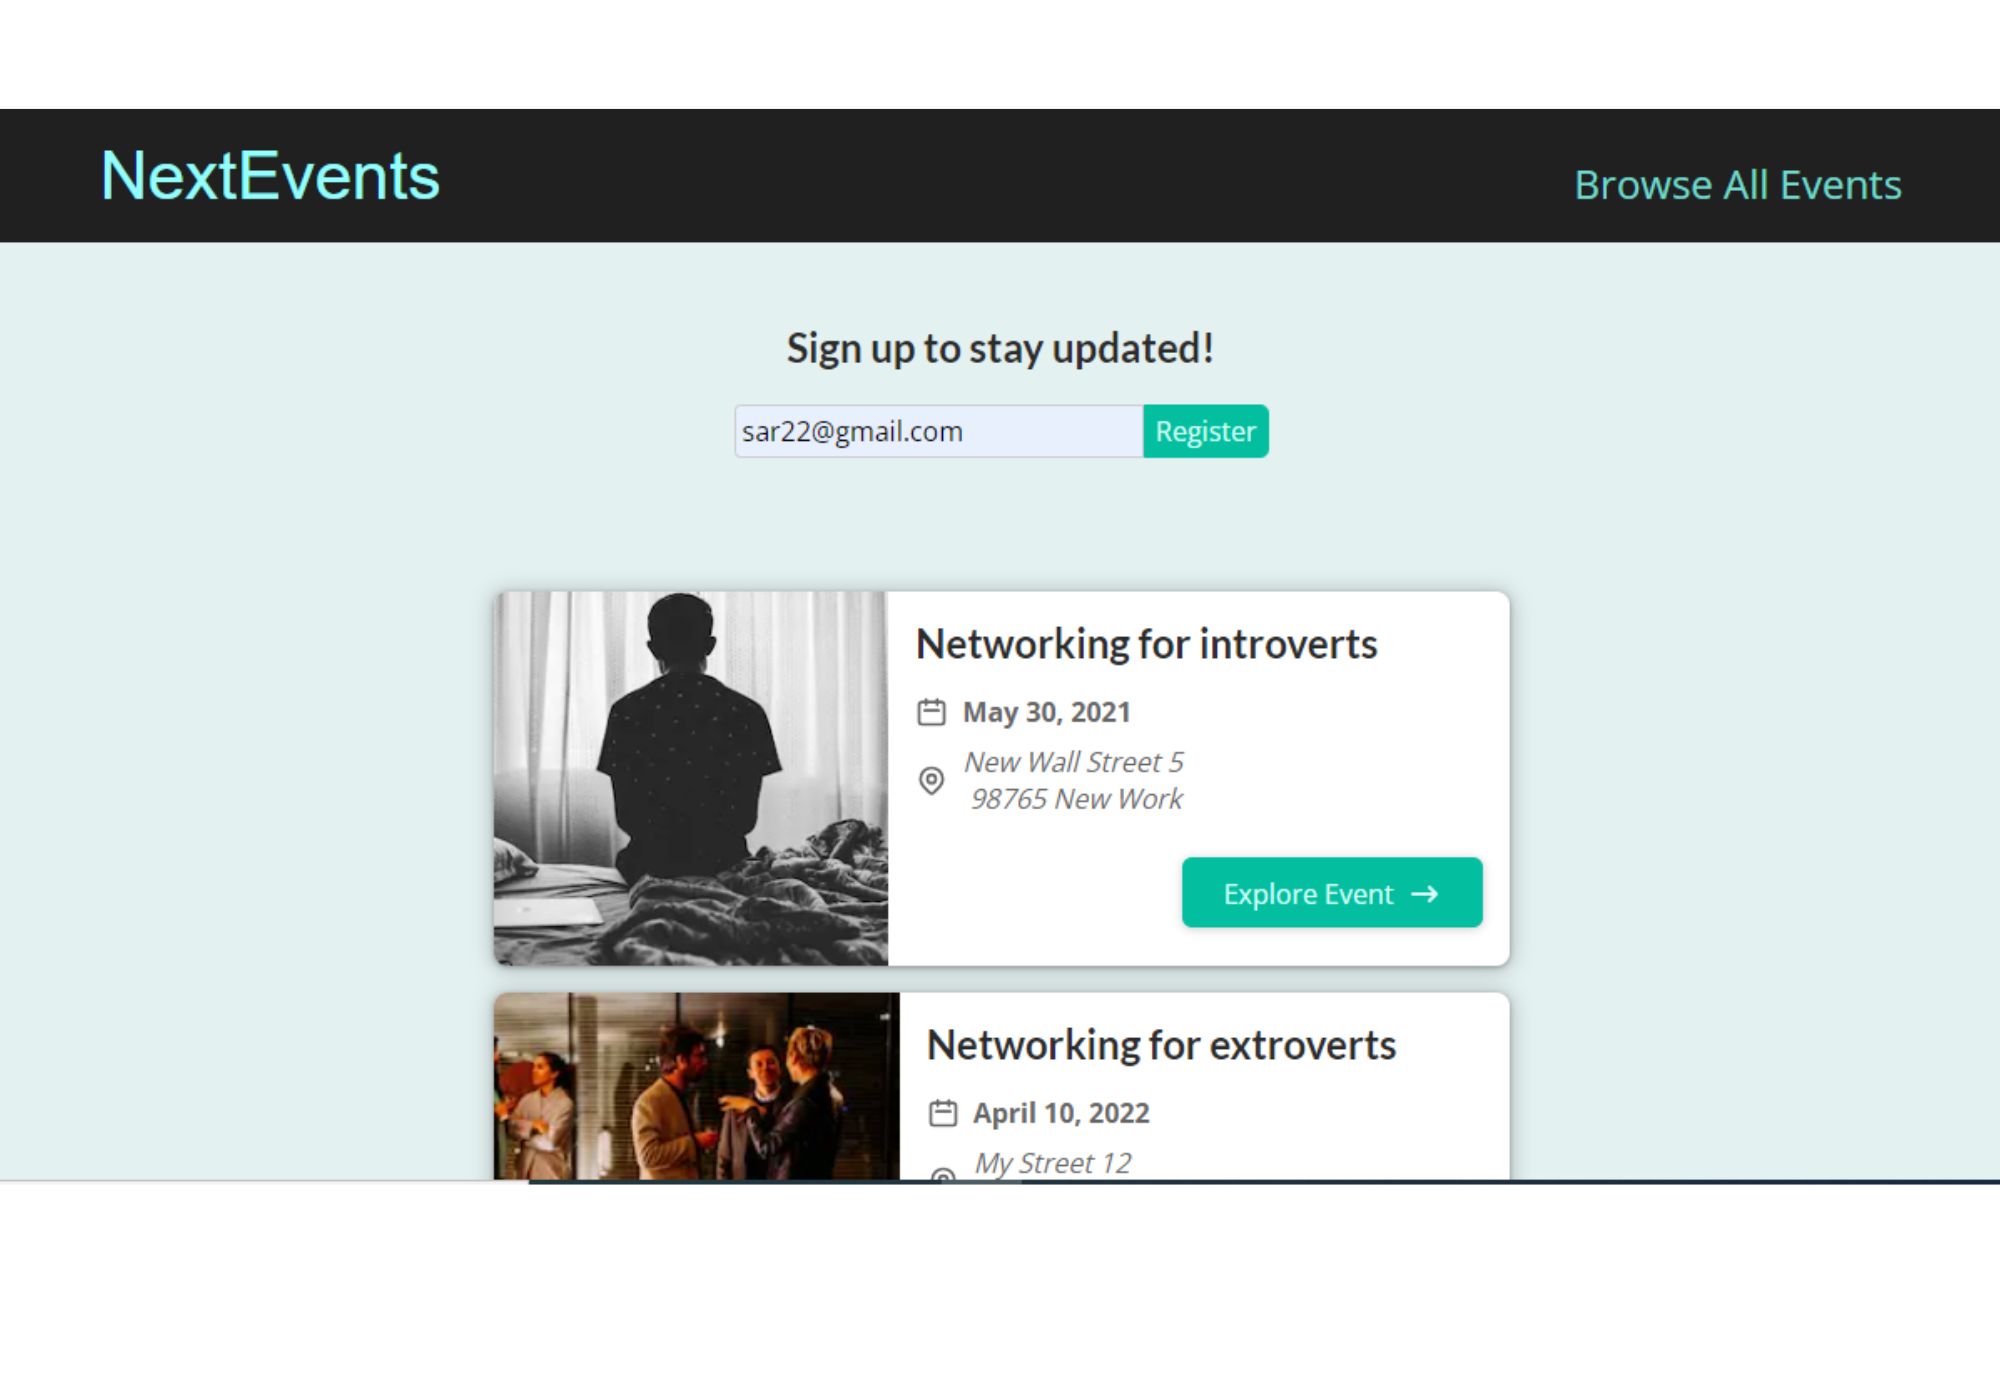 NextEvents
Browse All Events
Sign up to stay updated!
sar22@gmail.com
Register
Networking for introverts
May 30, 2021
New Wall Street 5
98765 New Work
Explore Event →
Networking for extroverts
April 10, 2022
My Street 12